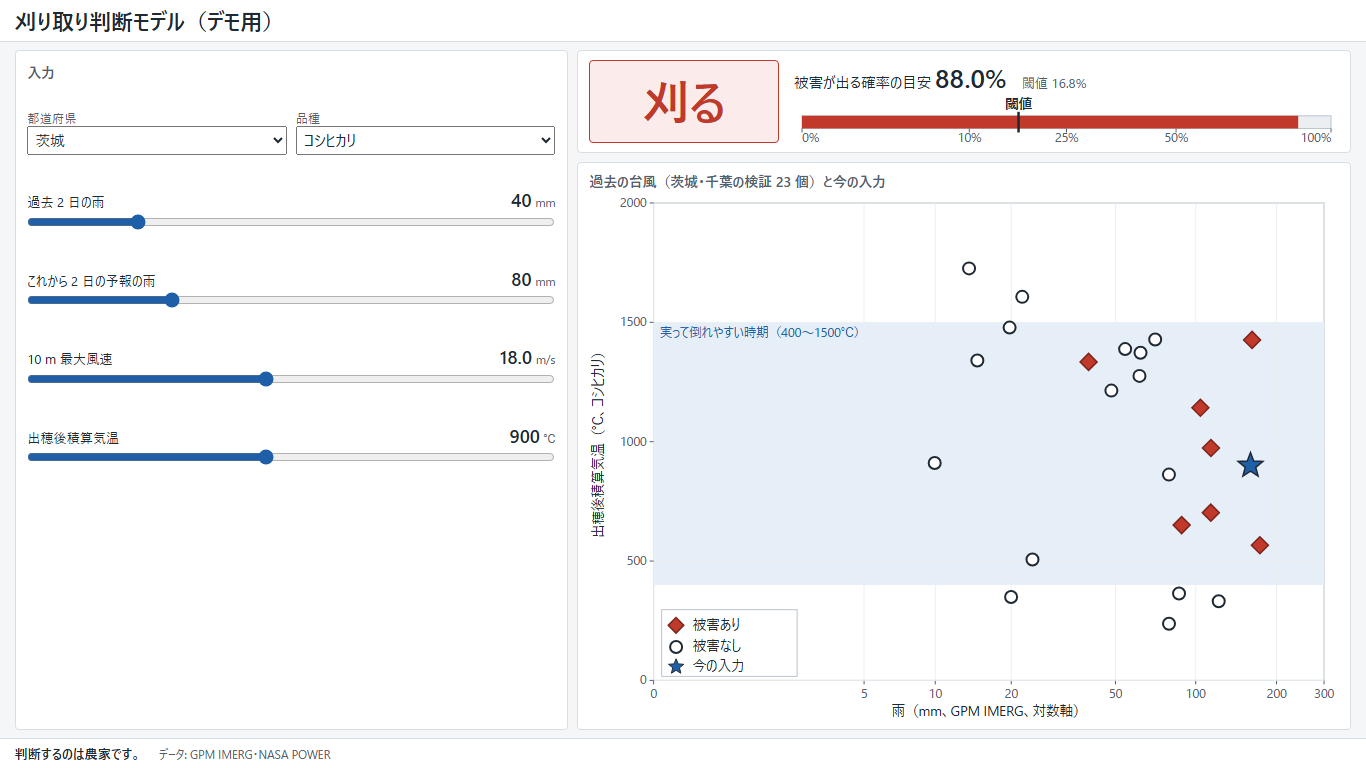 刈り取り判断モデル（デモ用）
入力
都道府県
品種
茨城
コシヒカリ
過去 2 日の雨
40 mm
これから 2 日の予報の雨
80 mm
10 m 最大風速
18.0 m/s
出穂後積算気温
900 °C
刈る
被害が出る確率の目安 88.0% 閾値 16.8%
閾値
0% 10% 25% 50% 100%
過去の台風（茨城・千葉の検証 23 個）と今の入力
2000
1500
1000
500
0
出穂後積算気温（°C、コシヒカリ）
実って倒れやすい時期（400～1500°C）
被害あり
被害なし
今の入力
0 5 10 20 50 100 200 300
雨（mm、GPM IMERG、対数軸）
判断するのは農家です。 データ: GPM IMERG・NASA POWER